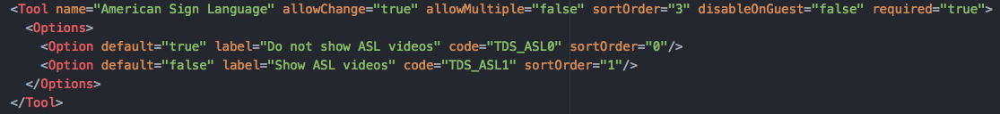 <Tool name="American Sign Language" allowChange="true" allowMultiple="false" sortOrder="3" disableOnGuest="false" required="true">
<Options>
<Option default="true" label="Do not show ASL videos" code="TDS_ASL0" sortOrder="0"/>
<Option default="false" label="Show ASL videos" code="TDS_ASL1" sortOrder="1"/>
</Options>
</Tool>